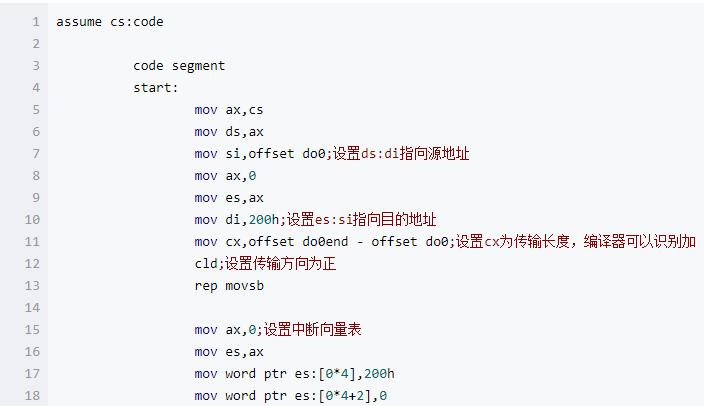 1 assume cs:code
2
3 code segment
4 start:
5 mov ax,cs
6 mov ds,ax
7 mov si,offset do0;设置ds:di指向源地址
8 mov ax,0
9 mov es,ax
10 mov di,200h;设置es:si指向目的地址
11 mov cx,offset do0end - offset do0;设置cx为传输长度，编译器可以识别加
12 cld;设置传输方向为正
13 rep movsb
14
15 mov ax,0;设置中断向量表
16 mov es,ax
17 mov word ptr es:[0*4],200h
18 mov word ptr es:[0*4+2],0